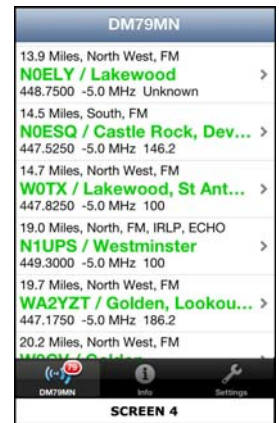 DM79MN
13.9 Miles, North West, FM
N0ELY / Lakewood
448.7500 -5.0 MHz Unknown
14.5 Miles, South, FM
N0ESQ / Castle Rock, Dev...
447.5250 -5.0 MHz 146.2
14.7 Miles, North West, FM
W0TX / Lakewood, St Ant...
447.8250 -5.0 MHz 100
19.0 Miles, North, FM, IRLP, ECHO
N1UPS / Westminster
449.3000 -5.0 MHz 100
19.7 Miles, North West, FM
WA2YZT / Golden, Lookou...
447.1750 -5.0 MHz 186.2
20.2 Miles, North West, FM
DM79MN
Info
Settings
SCREEN 4